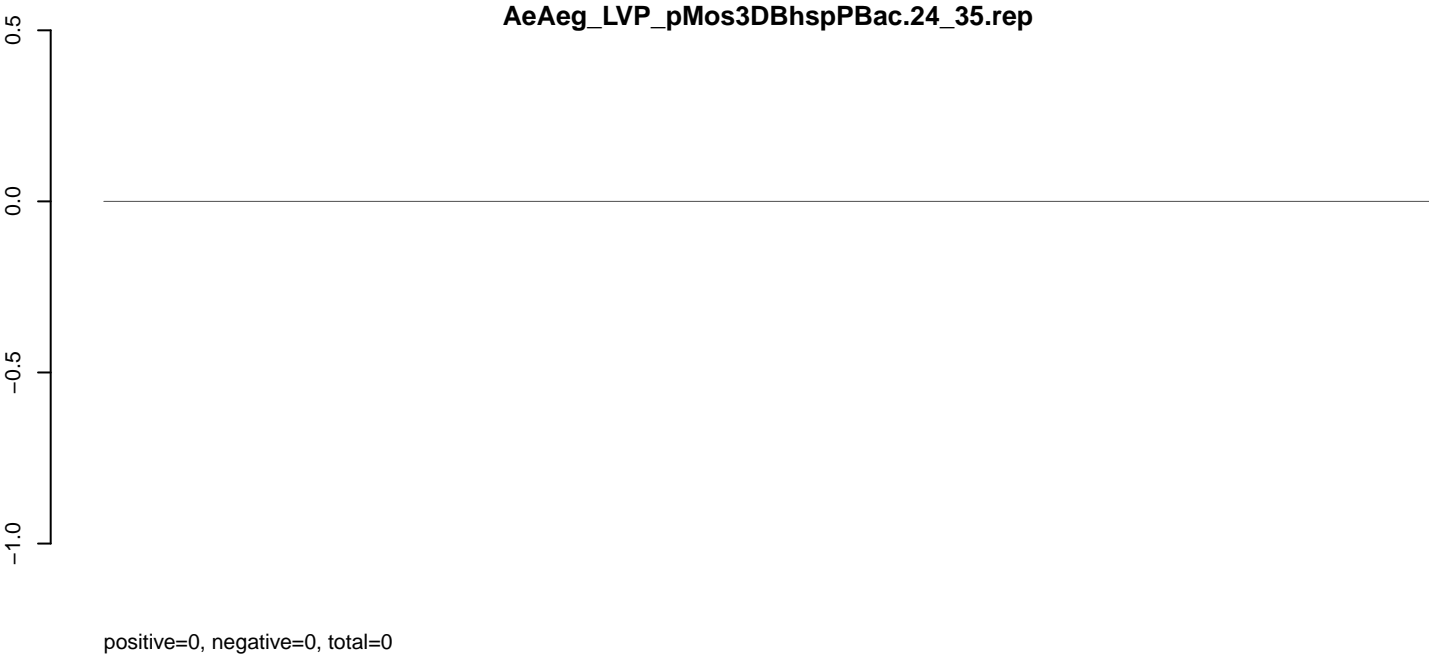 AeAeg_LVP_pMos3DBhspPBac.24_35.rep
0.5
0.0
−0.5
−1.0
positive=0, negative=0, total=0